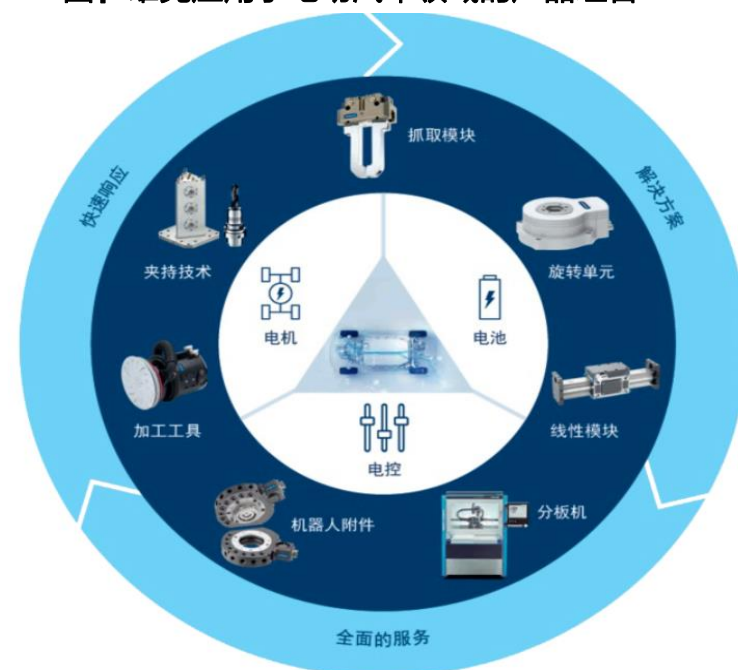 抓取模块
快速响应
解决方案
夹持技术
旋转单元
电机
电池
加工工具
线性模块
电控
机器人附件
分板机
全面的服务